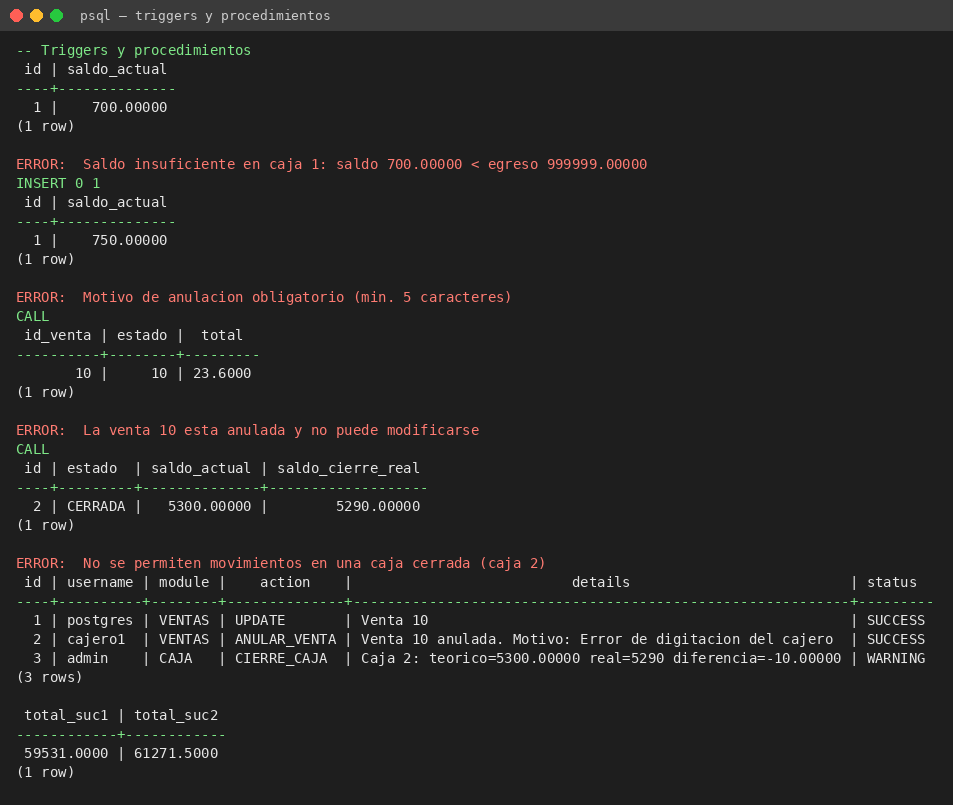 psql — triggers y procedimientos
-- Triggers y procedimientos
 id | saldo_actual
----+--------------
  1 |    700.00000
(1 row)

ERROR:  Saldo insuficiente en caja 1: saldo 700.00000 < egreso 999999.00000
INSERT 0 1
 id | saldo_actual
----+--------------
  1 |    750.00000
(1 row)

ERROR:  Motivo de anulacion obligatorio (min. 5 caracteres)
CALL
 id_venta | estado |  total
----------+--------+---------
       10 |     10 | 23.6000
(1 row)

ERROR:  La venta 10 esta anulada y no puede modificarse
CALL
 id | estado  | saldo_actual | saldo_cierre_real
----+---------+--------------+-------------------
  2 | CERRADA |   5300.00000 |        5290.00000
(1 row)

ERROR:  No se permiten movimientos en una caja cerrada (caja 2)
 id | username | module |    action    |                          details                          | status
----+----------+--------+--------------+-----------------------------------------------------------+---------
  1 | postgres | VENTAS | UPDATE       | Venta 10                                                  | SUCCESS
  2 | cajero1  | VENTAS | ANULAR_VENTA | Venta 10 anulada. Motivo: Error de digitacion del cajero  | SUCCESS
  3 | admin    | CAJA   | CIERRE_CAJA  | Caja 2: teorico=5300.00000 real=5290 diferencia=-10.00000 | WARNING
(3 rows)

 total_suc1 | total_suc2
------------+------------
 59531.0000 | 61271.5000
(1 row)